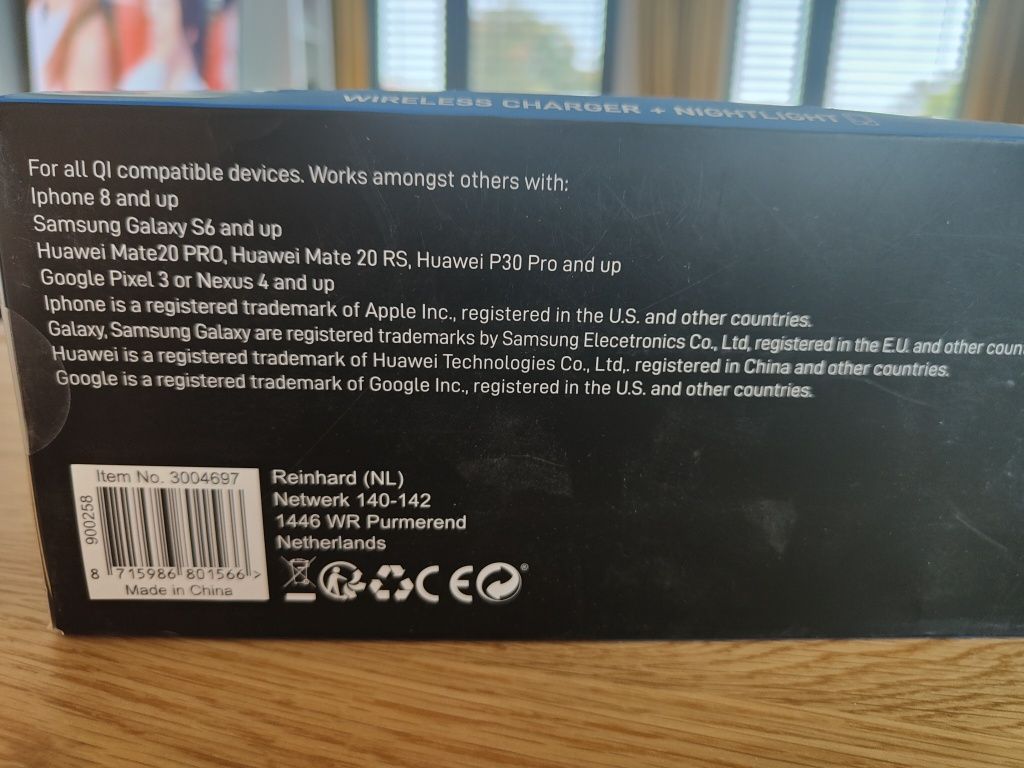 WIRELESS CHARGER + NIGHTLIGHT
For all QI compatible devices. Works amongst others with:
Iphone 8 and up
Samsung Galaxy S6 and up
Huawei Mate20 PRO, Huawei Mate 20 RS, Huawei P30 Pro and up
Google Pixel 3 or Nexus 4 and up
Iphone is a registered trademark of Apple Inc., registered in the U.S. and other countries.
Galaxy, Samsung Galaxy are registered trademarks by Samsung Elecetronics Co., Ltd, registered in the E.U. and other coun
Huawei is a registered trademark of Huawei Technologies Co., Ltd,. registered in China and other countries.
Google is a registered trademark of Google Inc., registered in the U.S. and other countries.
Item No. 3004697
900258
8 715986 801566 >
Made in China
Reinhard (NL)
Netwerk 140-142
1446 WR Purmerend
Netherlands
CE